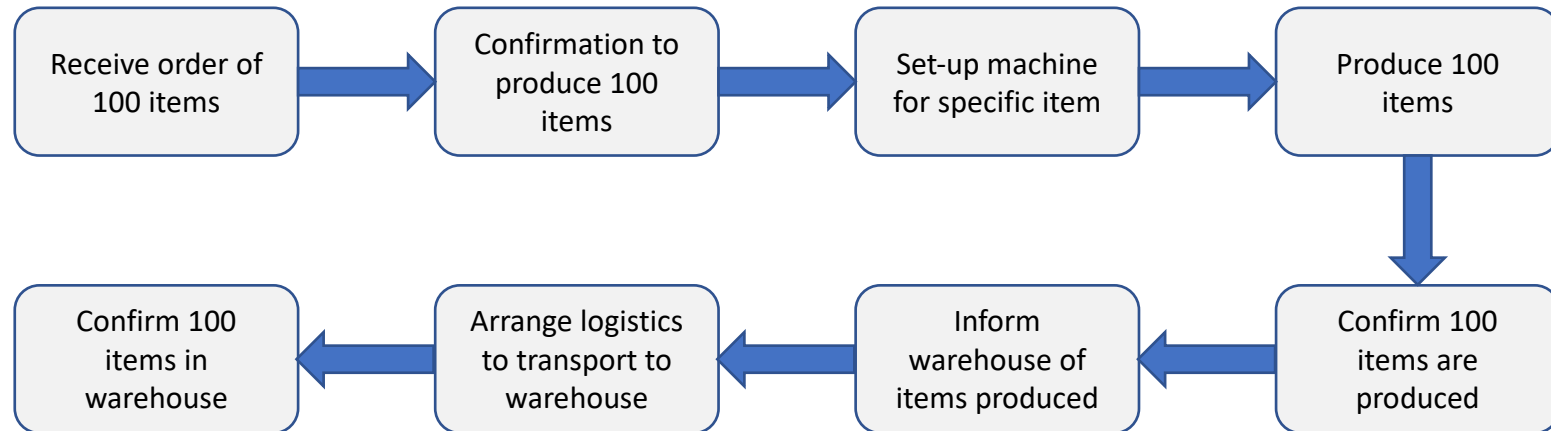 Receive order of
100 items
Confirmation to
produce 100
items
Set-up machine
for specific item
Produce 100
items
Confirm 100
items are
produced
Inform
warehouse of
items produced
Arrange logistics
to transport to
warehouse
Confirm 100
items in
warehouse